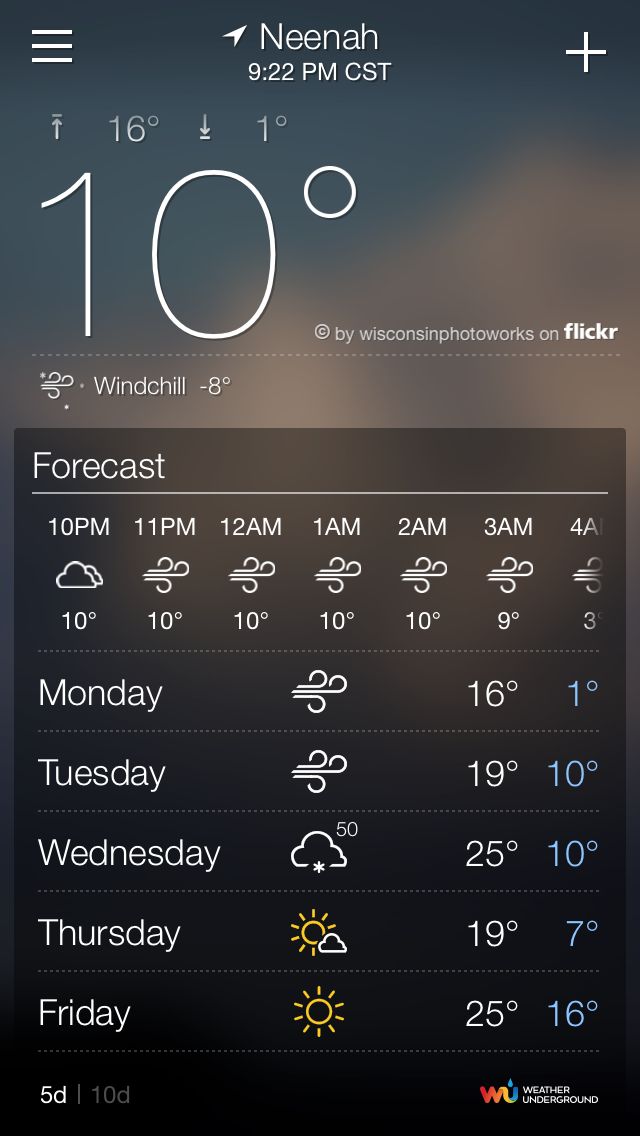 Neenah
9:22 PM CST
16° 1°
10°
© by wisconsinphotoworks on flickr
Windchill -8°
Forecast
10PM 11PM 12AM 1AM 2AM 3AM 4A
10° 10° 10° 10° 10° 9° 3°
Monday 16° 1°
Tuesday 19° 10°
Wednesday 50 25° 10°
Thursday 19° 7°
Friday 25° 16°
5d | 10d WU WEATHER
UNDERGROUND